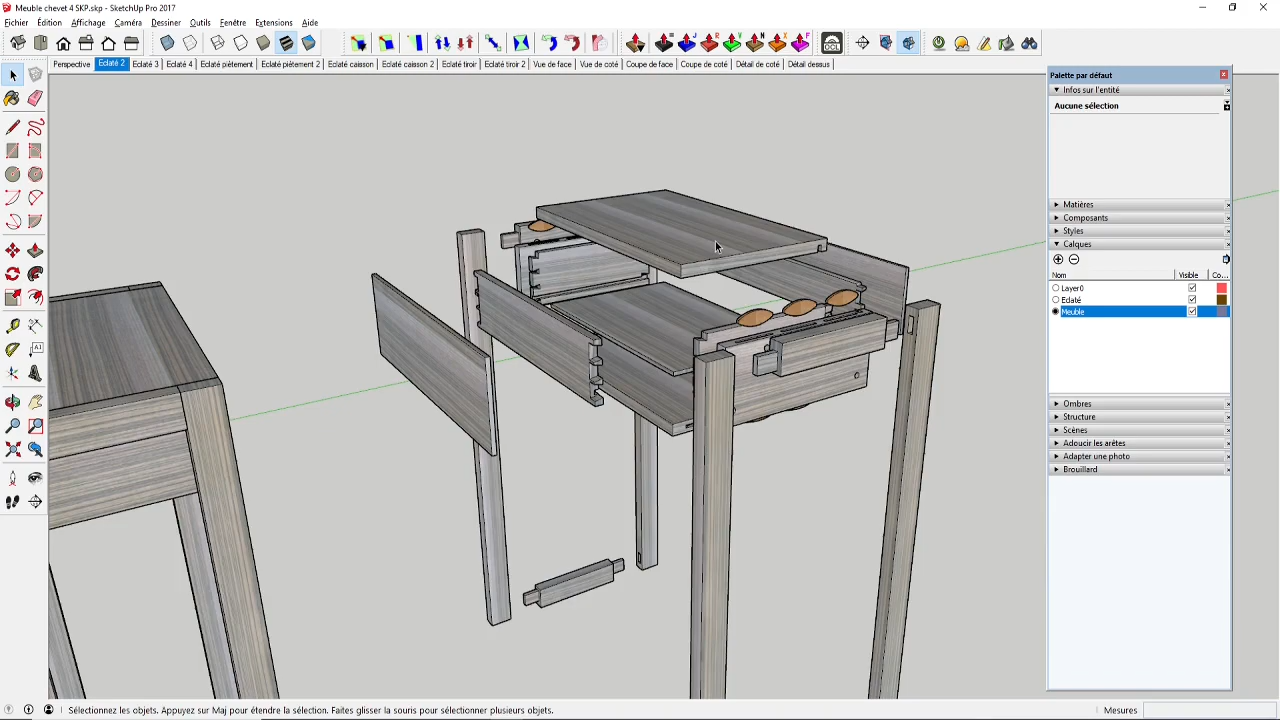 Meuble chevet 4 SKP.skp - SketchUp Pro 2017
Fichier Édition Affichage Caméra Dessiner Outils Fenêtre Extensions Aide
Perspective Eclaté 2 Eclaté 3 Eclaté 4 Eclaté piètement Eclaté piétement 2 Eclaté caisson Eclaté caisson 2 Eclaté tiroir Eclaté tiroir 2 Vue de face Vue de coté Coupe de face Coupe de coté Détail de coté Détail dessus
Palette par défaut
Infos sur l'entité
Aucune sélection
Matières
Composants
Styles
Calques
Nom Visible Co...
Layer0
Edaté
Meuble
Ombres
Structure
Scènes
Adoucir les arêtes
Adapter une photo
Brouillard
Sélectionnez les objets. Appuyez sur Maj pour étendre la sélection. Faites glisser la souris pour sélectionner plusieurs objets.
Mesures